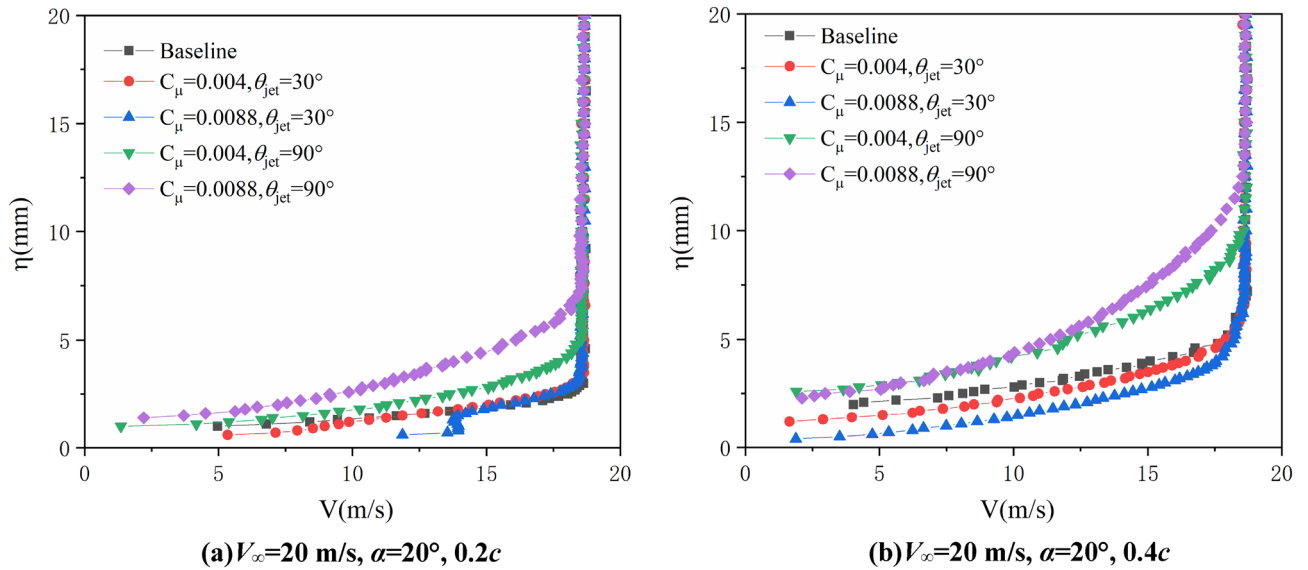 20
15
10
5
0
η(mm)
Baseline
Cμ=0.004,θjet=30°
Cμ=0.0088,θjet=30°
Cμ=0.004,θjet=90°
Cμ=0.0088,θjet=90°
0 5 10 15 20
V(m/s)
(a)V∞=20 m/s, α=20°, 0.2c
20
15
10
5
0
η(mm)
Baseline
Cμ=0.004,θjet=30°
Cμ=0.0088,θjet=30°
Cμ=0.004,θjet=90°
Cμ=0.0088,θjet=90°
0 5 10 15 20
V(m/s)
(b)V∞=20 m/s, α=20°, 0.4c